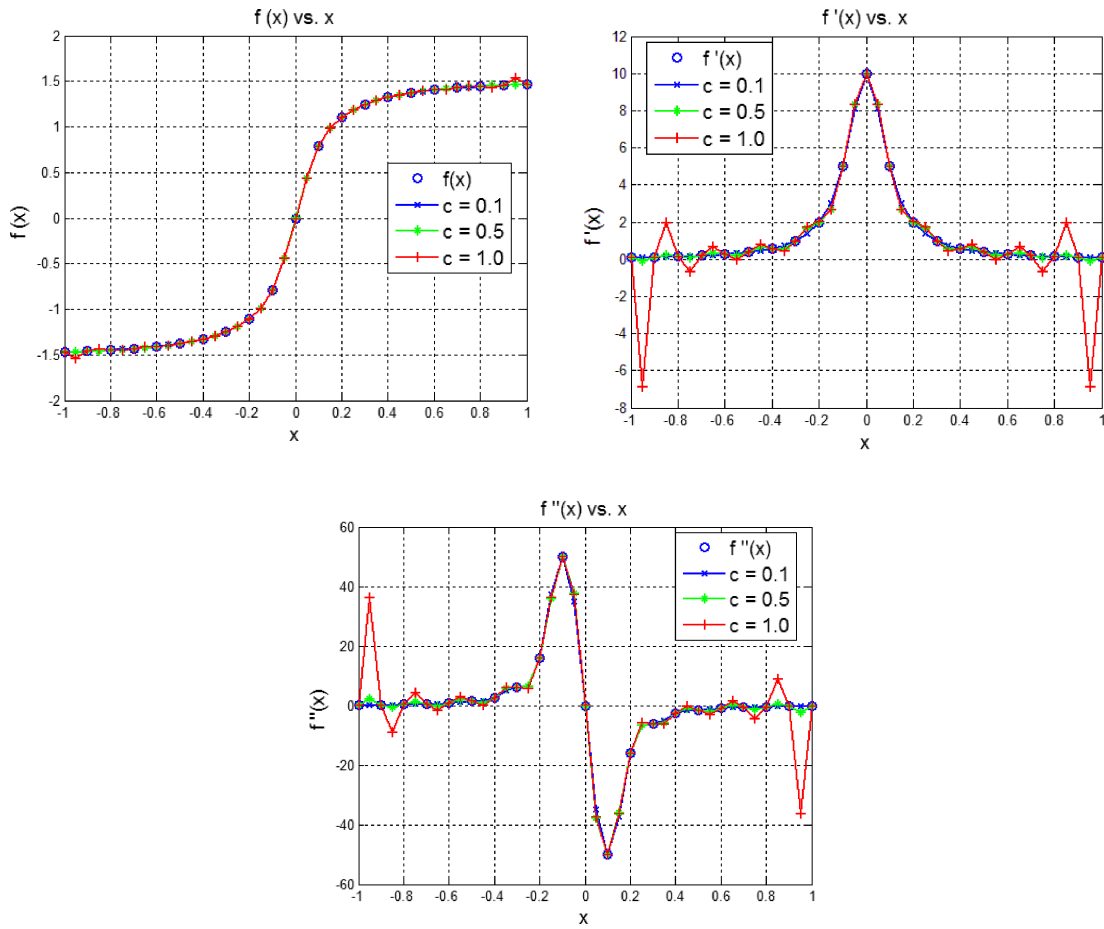 f (x) vs. x
2
1.5
1
0.5
0
-0.5
-1
-1.5
-2
f (x)
f(x)
c = 0.1
c = 0.5
c = 1.0
-1 -0.8 -0.6 -0.4 -0.2 0 0.2 0.4 0.6 0.8 1
x
f '(x) vs. x
12
10
8
6
4
2
0
-2
-4
-6
-8
f '(x)
f '(x)
c = 0.1
c = 0.5
c = 1.0
-1 -0.8 -0.6 -0.4 -0.2 0 0.2 0.4 0.6 0.8 1
x
f ''(x) vs. x
60
40
20
0
-20
-40
-60
f ''(x)
f ''(x)
c = 0.1
c = 0.5
c = 1.0
-1 -0.8 -0.6 -0.4 -0.2 0 0.2 0.4 0.6 0.8 1
x